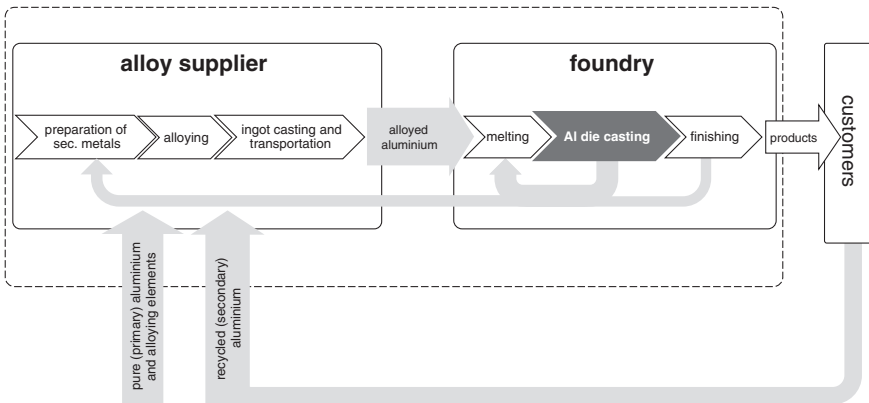 alloy supplier
foundry
preparation of
sec. metals
alloying
ingot casting and
transportation
alloyed
aluminium
melting
Al die casting
finishing
products
customers
pure (primary) aluminium
and alloying elements
recycled (secondary)
aluminium